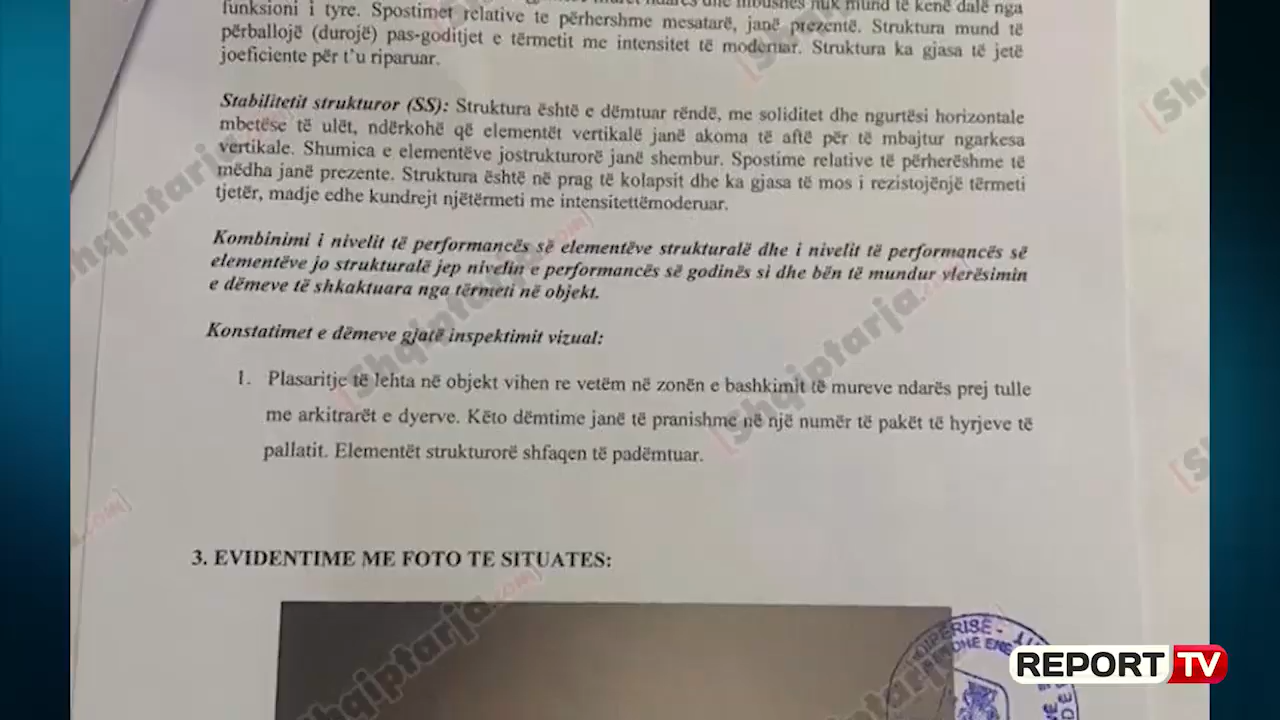 funksioni i tyre. Spostimet relative te përhershme mesatarë, janë prezentë. Struktura mund të
përballojë (durojë) pas-goditjet e tërmetit me intensitet të moderuar. Struktura ka gjasa të jetë
joeficiente për t'u riparuar.
Stabilitetit strukturor (SS): Struktura është e dëmtuar rëndë, me soliditet dhe ngurtësi horizontale
mbetëse të ulët, ndërkohë që elementët vertikalë janë akoma të aftë për të mbajtur ngarkesa
vertikale. Shumica e elementëve jostrukturorë janë shembur. Spostime relative të përherëshme të
mëdha janë prezente. Struktura është në prag të kolapsit dhe ka gjasa të mos i rezistojënjë tërmeti
tjetër, madje edhe kundrejt njëtërmeti me intensitettëmoderuar.
Kombinimi i nivelit të performancës së elementëve strukturalë dhe i nivelit të performancës së
elementëve jo strukturalë jep nivelin e performancës së godinës si dhe bën të mundur vlerësimin
e dëmeve të shkaktuara nga tërmeti në objekt.
Konstatimet e dëmeve gjatë inspektimit vizual:
1. Plasaritje të lehta në objekt vihen re vetëm në zonën e bashkimit të mureve ndarës prej tulle
me arkitrarët e dyerve. Këto dëmtime janë të pranishme në një numër të pakët të hyrjeve të
pallatit. Elementët strukturorë shfaqen të padëmtuar.
3. EVIDENTIME ME FOTO TE SITUATES:
[Shqiptarja.com]
REPORT TV